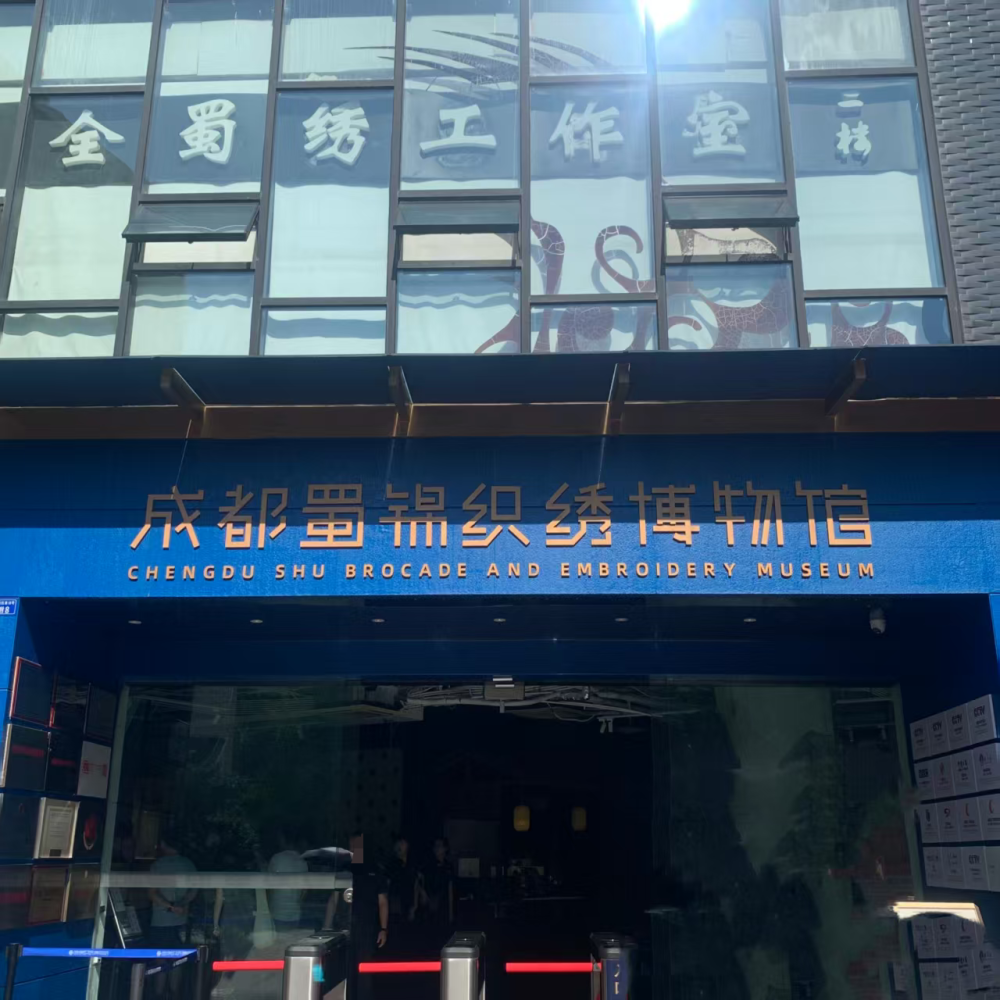 全蜀绣工作室 二楼
成都蜀锦织绣博物馆
CHENGDU SHU BROCADE AND EMBROIDERY MUSEUM